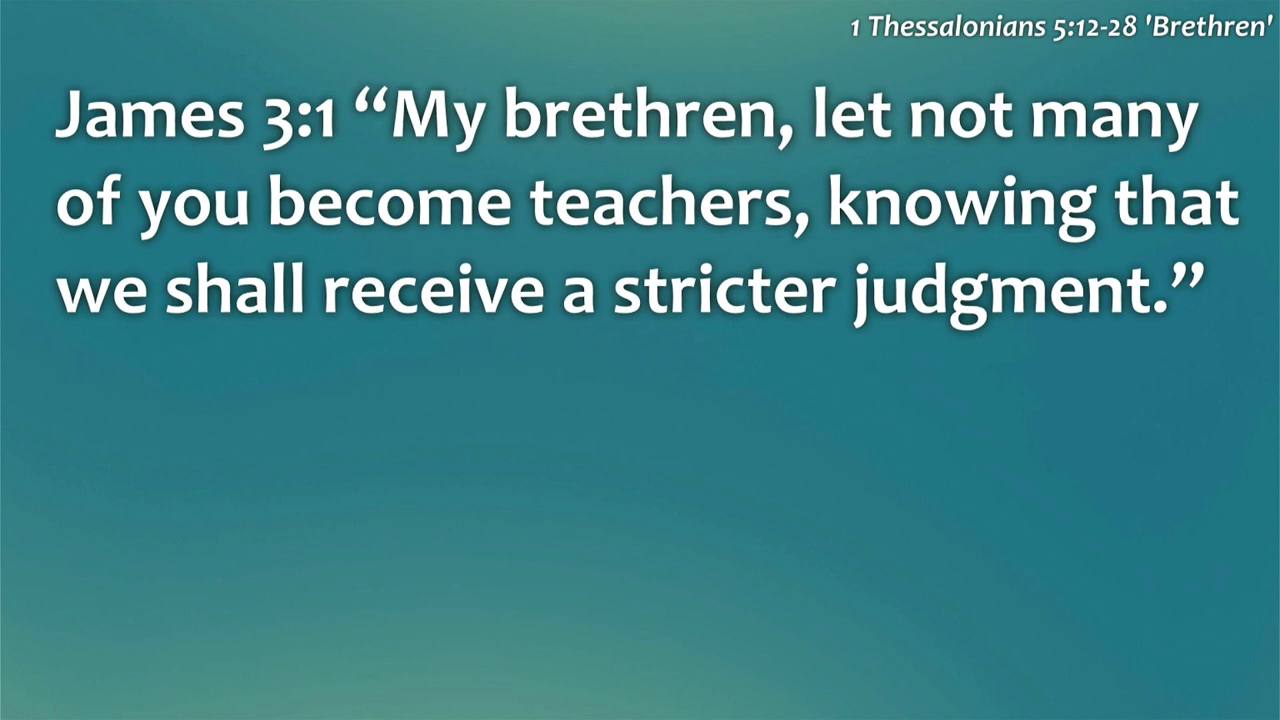 1 Thessalonians 5:12-28 'Brethren'
James 3:1 “My brethren, let not many
of you become teachers, knowing that
we shall receive a stricter judgment.”